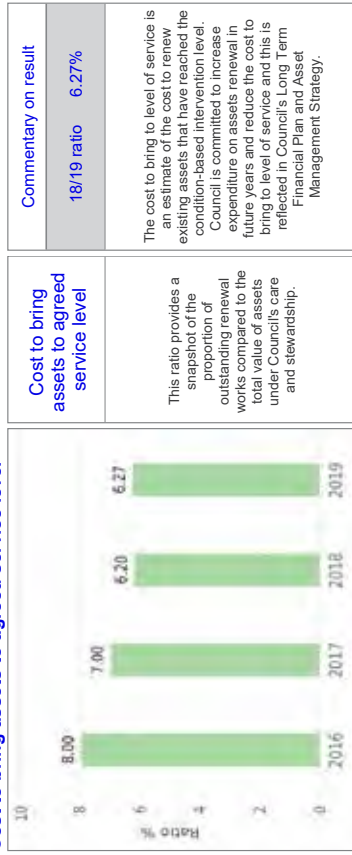 Cost to bring assets to agreed service level
10
8
6
4
2
0
Ratio %
8.00
7.00
6.20
6.27
2016
2017
2018
2019
Cost to bring
assets to agreed
service level
This ratio provides a
snapshot of the
proportion of
outstanding renewal
works compared to the
total value of assets
under Council's care
and stewardship.
Commentary on result
18/19 ratio 6.27%
The cost to bring to level of service is
an estimate of the cost to renew
existing assets that have reached the
condition-based intervention level.
Council is committed to increase
expenditure on assets renewal in
future years and reduce the cost to
bring to level of service and this is
reflected in Council's Long Term
Financial Plan and Asset
Management Strategy.